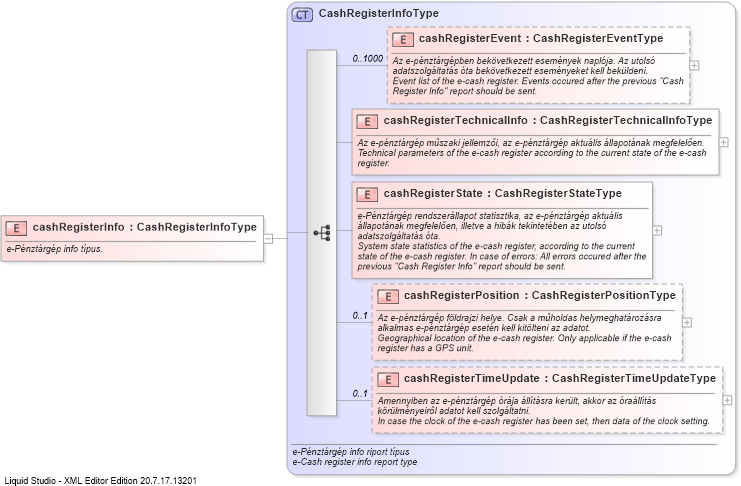 CT CashRegisterInfoType
0..1000
E cashRegisterEvent : CashRegisterEventType
Az e-pénztárgépben bekövetkezett események naplója. Az utolsó
adatszolgáltatás óta bekövetkezett eseményeket kell beküldeni.
Event list of the e-cash register. Events occured after the previous "Cash
Register Info" report should be sent.
E cashRegisterTechnicalInfo : CashRegisterTechnicalInfoType
Az e-pénztárgép műszaki jellemzői, az e-pénztárgép aktuális állapotának megfelelően.
Technical parameters of the e-cash register according to the current state of the e-cash
register.
E cashRegisterState : CashRegisterStateType
e-Pénztárgép rendszerállapot statisztika, az e-pénztárgép aktuális
állapotának megfelelően, illetve a hibák tekintetében az utolsó
adatszolgáltatás óta.
System state statistics of the e-cash register, according to the current
state of the e-cash register. In case of errors: All errors occured after the
previous "Cash Register Info" report should be sent.
E cashRegisterInfo : CashRegisterInfoType
e-Pénztárgép info típus.
0..1
E cashRegisterPosition : CashRegisterPositionType
Az e-pénztárgép földrajzi helye. Csak a műholdas helymeghatározásra
alkalmas e-pénztárgép esetén kell kitölteni az adatot.
Geographical location of the e-cash register. Only applicable if the e-cash
register has a GPS unit.
0..1
E cashRegisterTimeUpdate : CashRegisterTimeUpdateType
Amennyiben az e-pénztárgép órája állításra került, akkor az óraállítás
körülményeiről adatot kell szolgáltatni.
In case the clock of the e-cash register has been set, then data of the clock setting.
e-Pénztárgép info riport típus
e-Cash register info report type
Liquid Studio - XML Editor Edition 20.7.17.13201